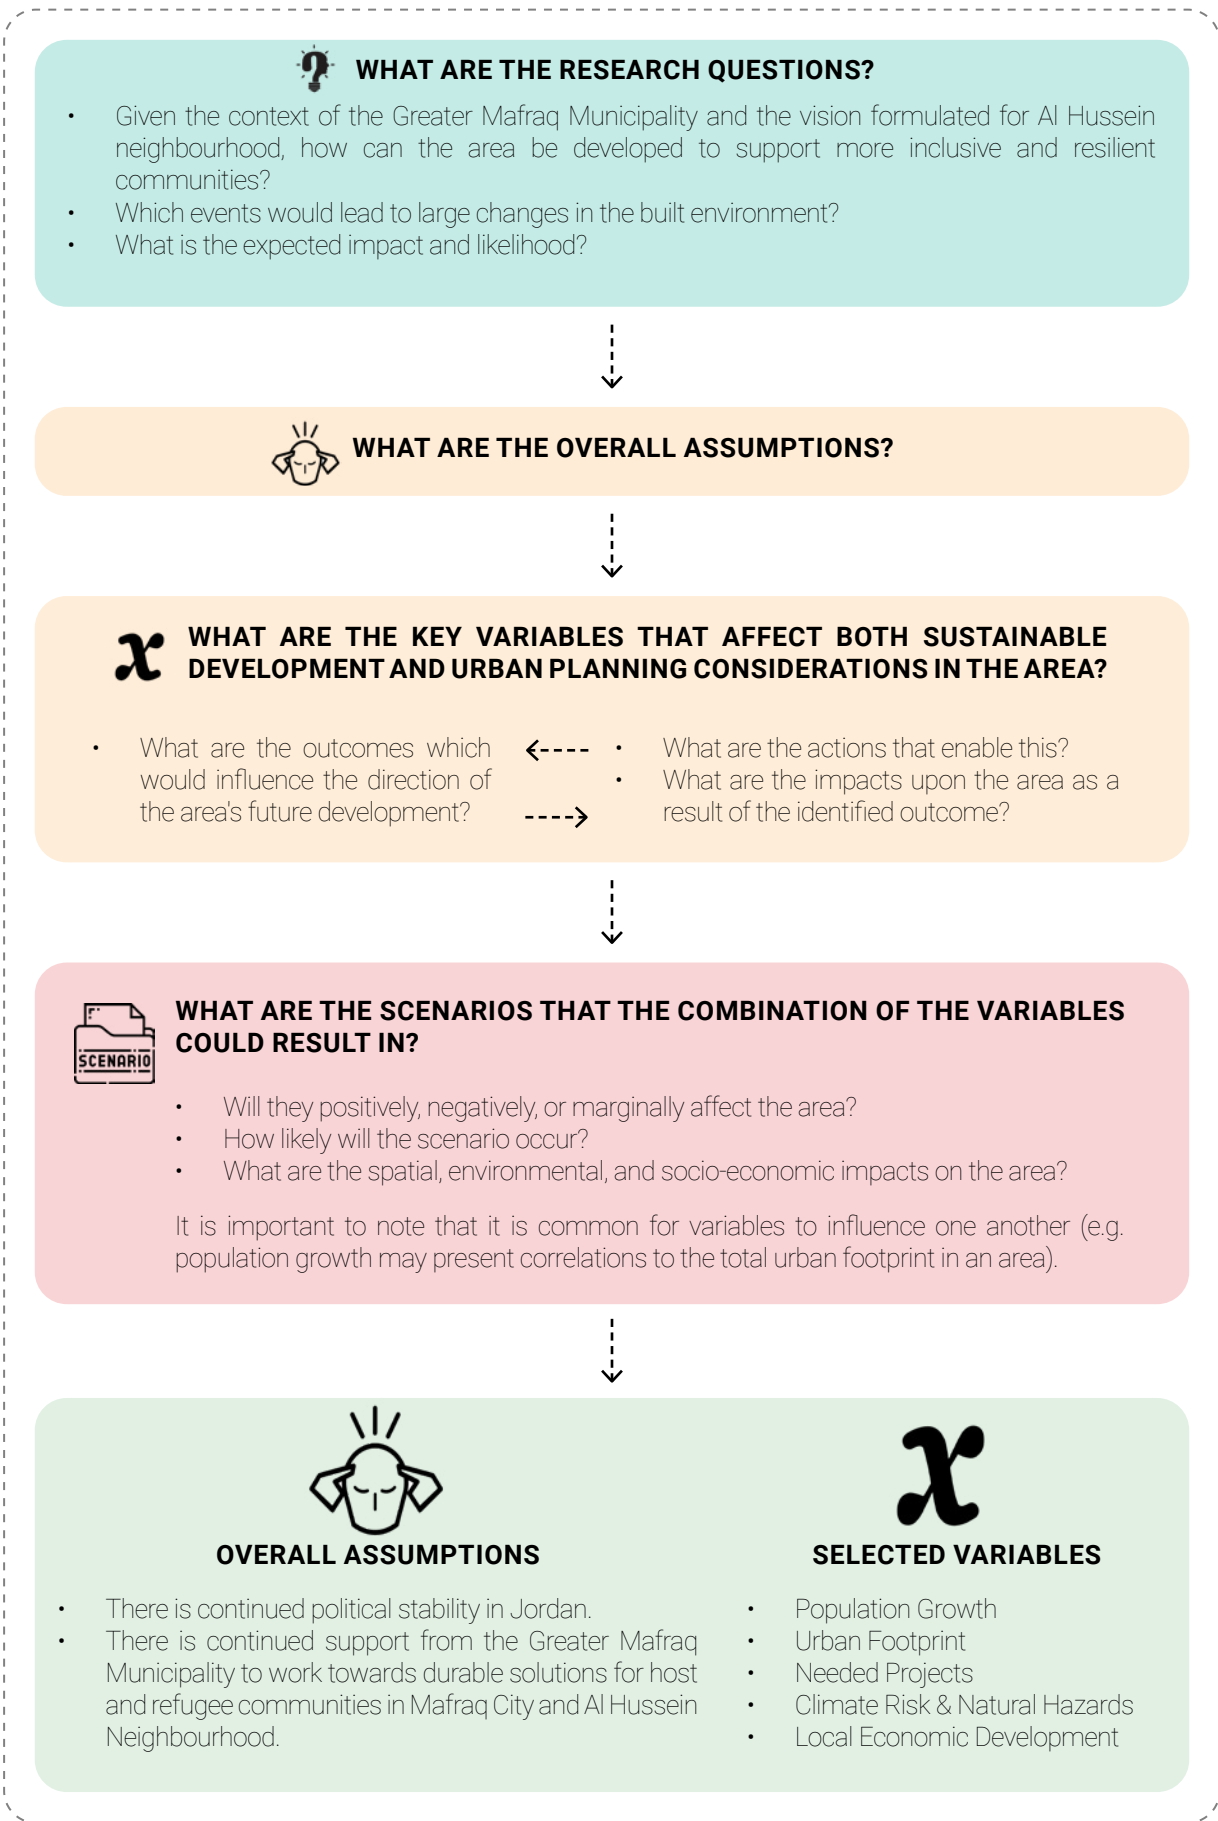 WHAT ARE THE RESEARCH QUESTIONS?
• Given the context of the Greater Mafraq Municipality and the vision formulated for Al Hussein
neighbourhood, how can the area be developed to support more inclusive and resilient
communities?
• Which events would lead to large changes in the built environment?
• What is the expected impact and likelihood?
WHAT ARE THE OVERALL ASSUMPTIONS?
x
WHAT ARE THE KEY VARIABLES THAT AFFECT BOTH SUSTAINABLE
DEVELOPMENT AND URBAN PLANNING CONSIDERATIONS IN THE AREA?
• What are the outcomes which
would influence the direction of
the area's future development?
• What are the actions that enable this?
• What are the impacts upon the area as a
result of the identified outcome?
SCENARIO
WHAT ARE THE SCENARIOS THAT THE COMBINATION OF THE VARIABLES
COULD RESULT IN?
• Will they positively, negatively, or marginally affect the area?
• How likely will the scenario occur?
• What are the spatial, environmental, and socio-economic impacts on the area?
It is important to note that it is common for variables to influence one another (e.g.
population growth may present correlations to the total urban footprint in an area).
OVERALL ASSUMPTIONS
• There is continued political stability in Jordan.
• There is continued support from the Greater Mafraq
Municipality to work towards durable solutions for host
and refugee communities in Mafraq City and Al Hussein
Neighbourhood.
x
SELECTED VARIABLES
• Population Growth
• Urban Footprint
• Needed Projects
• Climate Risk & Natural Hazards
• Local Economic Development